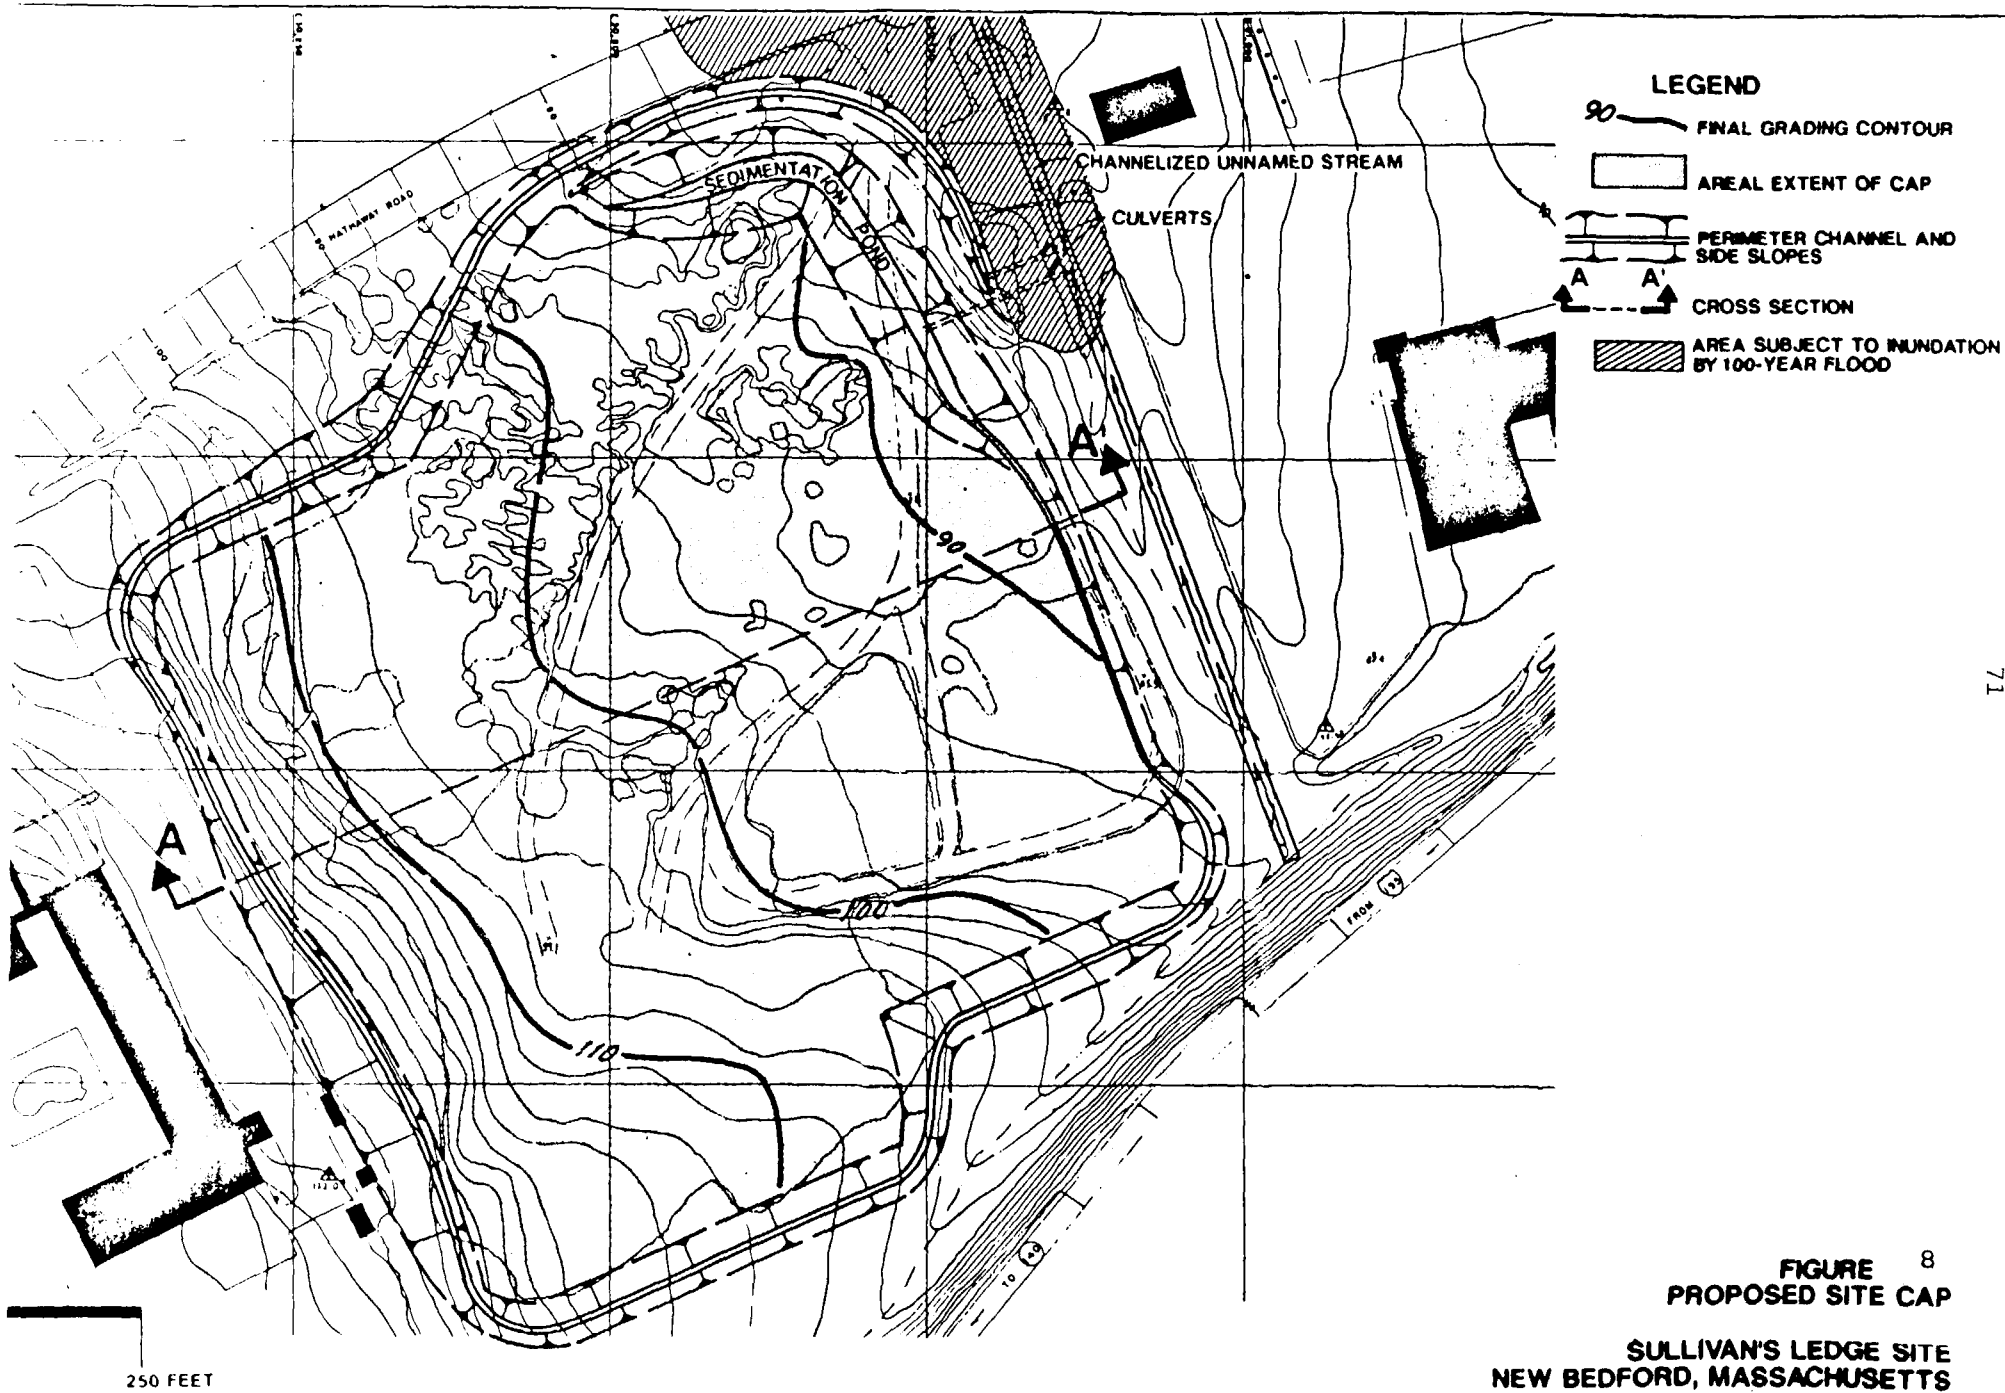 LEGEND
90 FINAL GRADING CONTOUR
AREAL EXTENT OF CAP
PERIMETER CHANNEL AND
SIDE SLOPES
A A'
CROSS SECTION
AREA SUBJECT TO INUNDATION
BY 100-YEAR FLOOD
CHANNELIZED UNNAMED STREAM
CULVERTS
SEDIMENTATION
POND
HATHAWAY ROAD
A
90
A
100
110
FROM 195
TO 140
250 FEET
71
FIGURE 8
PROPOSED SITE CAP
SULLIVAN'S LEDGE SITE
NEW BEDFORD, MASSACHUSETTS